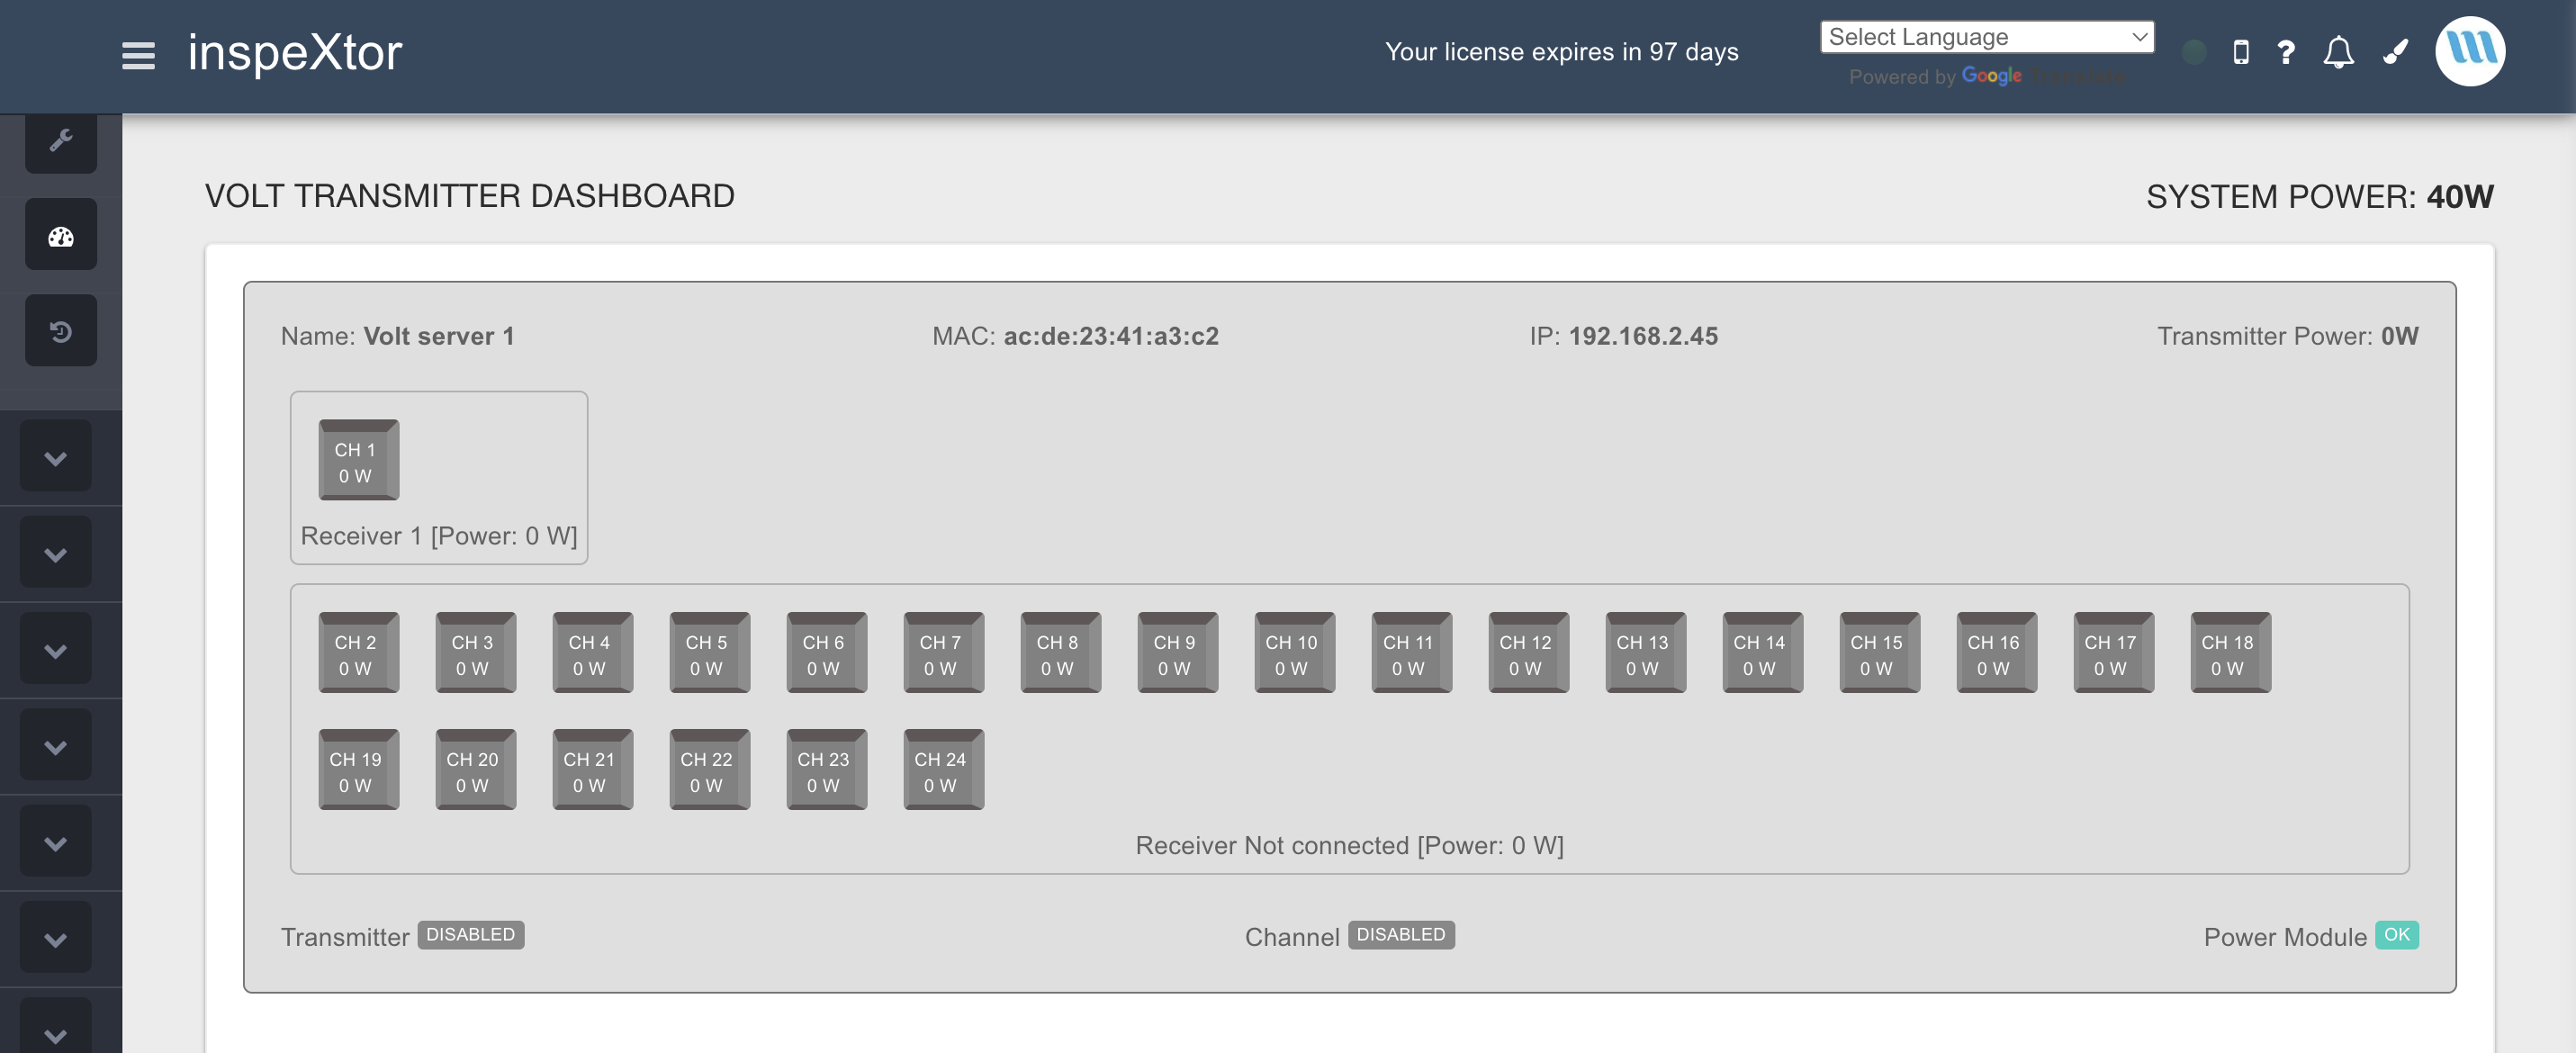 inspeXtor
Your license expires in 97 days
Select Language
Powered by Google Translate
VOLT TRANSMITTER DASHBOARD
SYSTEM POWER: 40W
Name: Volt server 1
MAC: ac:de:23:41:a3:c2
IP: 192.168.2.45
Transmitter Power: 0W
CH 1
0 W
Receiver 1 [Power: 0 W]
CH 2 CH 3 CH 4 CH 5 CH 6 CH 7 CH 8 CH 9 CH 10 CH 11 CH 12 CH 13 CH 14 CH 15 CH 16 CH 17 CH 18
0 W 0 W 0 W 0 W 0 W 0 W 0 W 0 W 0 W 0 W 0 W 0 W 0 W 0 W 0 W 0 W 0 W
CH 19 CH 20 CH 21 CH 22 CH 23 CH 24
0 W 0 W 0 W 0 W 0 W 0 W
Receiver Not connected [Power: 0 W]
Transmitter DISABLED
Channel DISABLED
Power Module OK